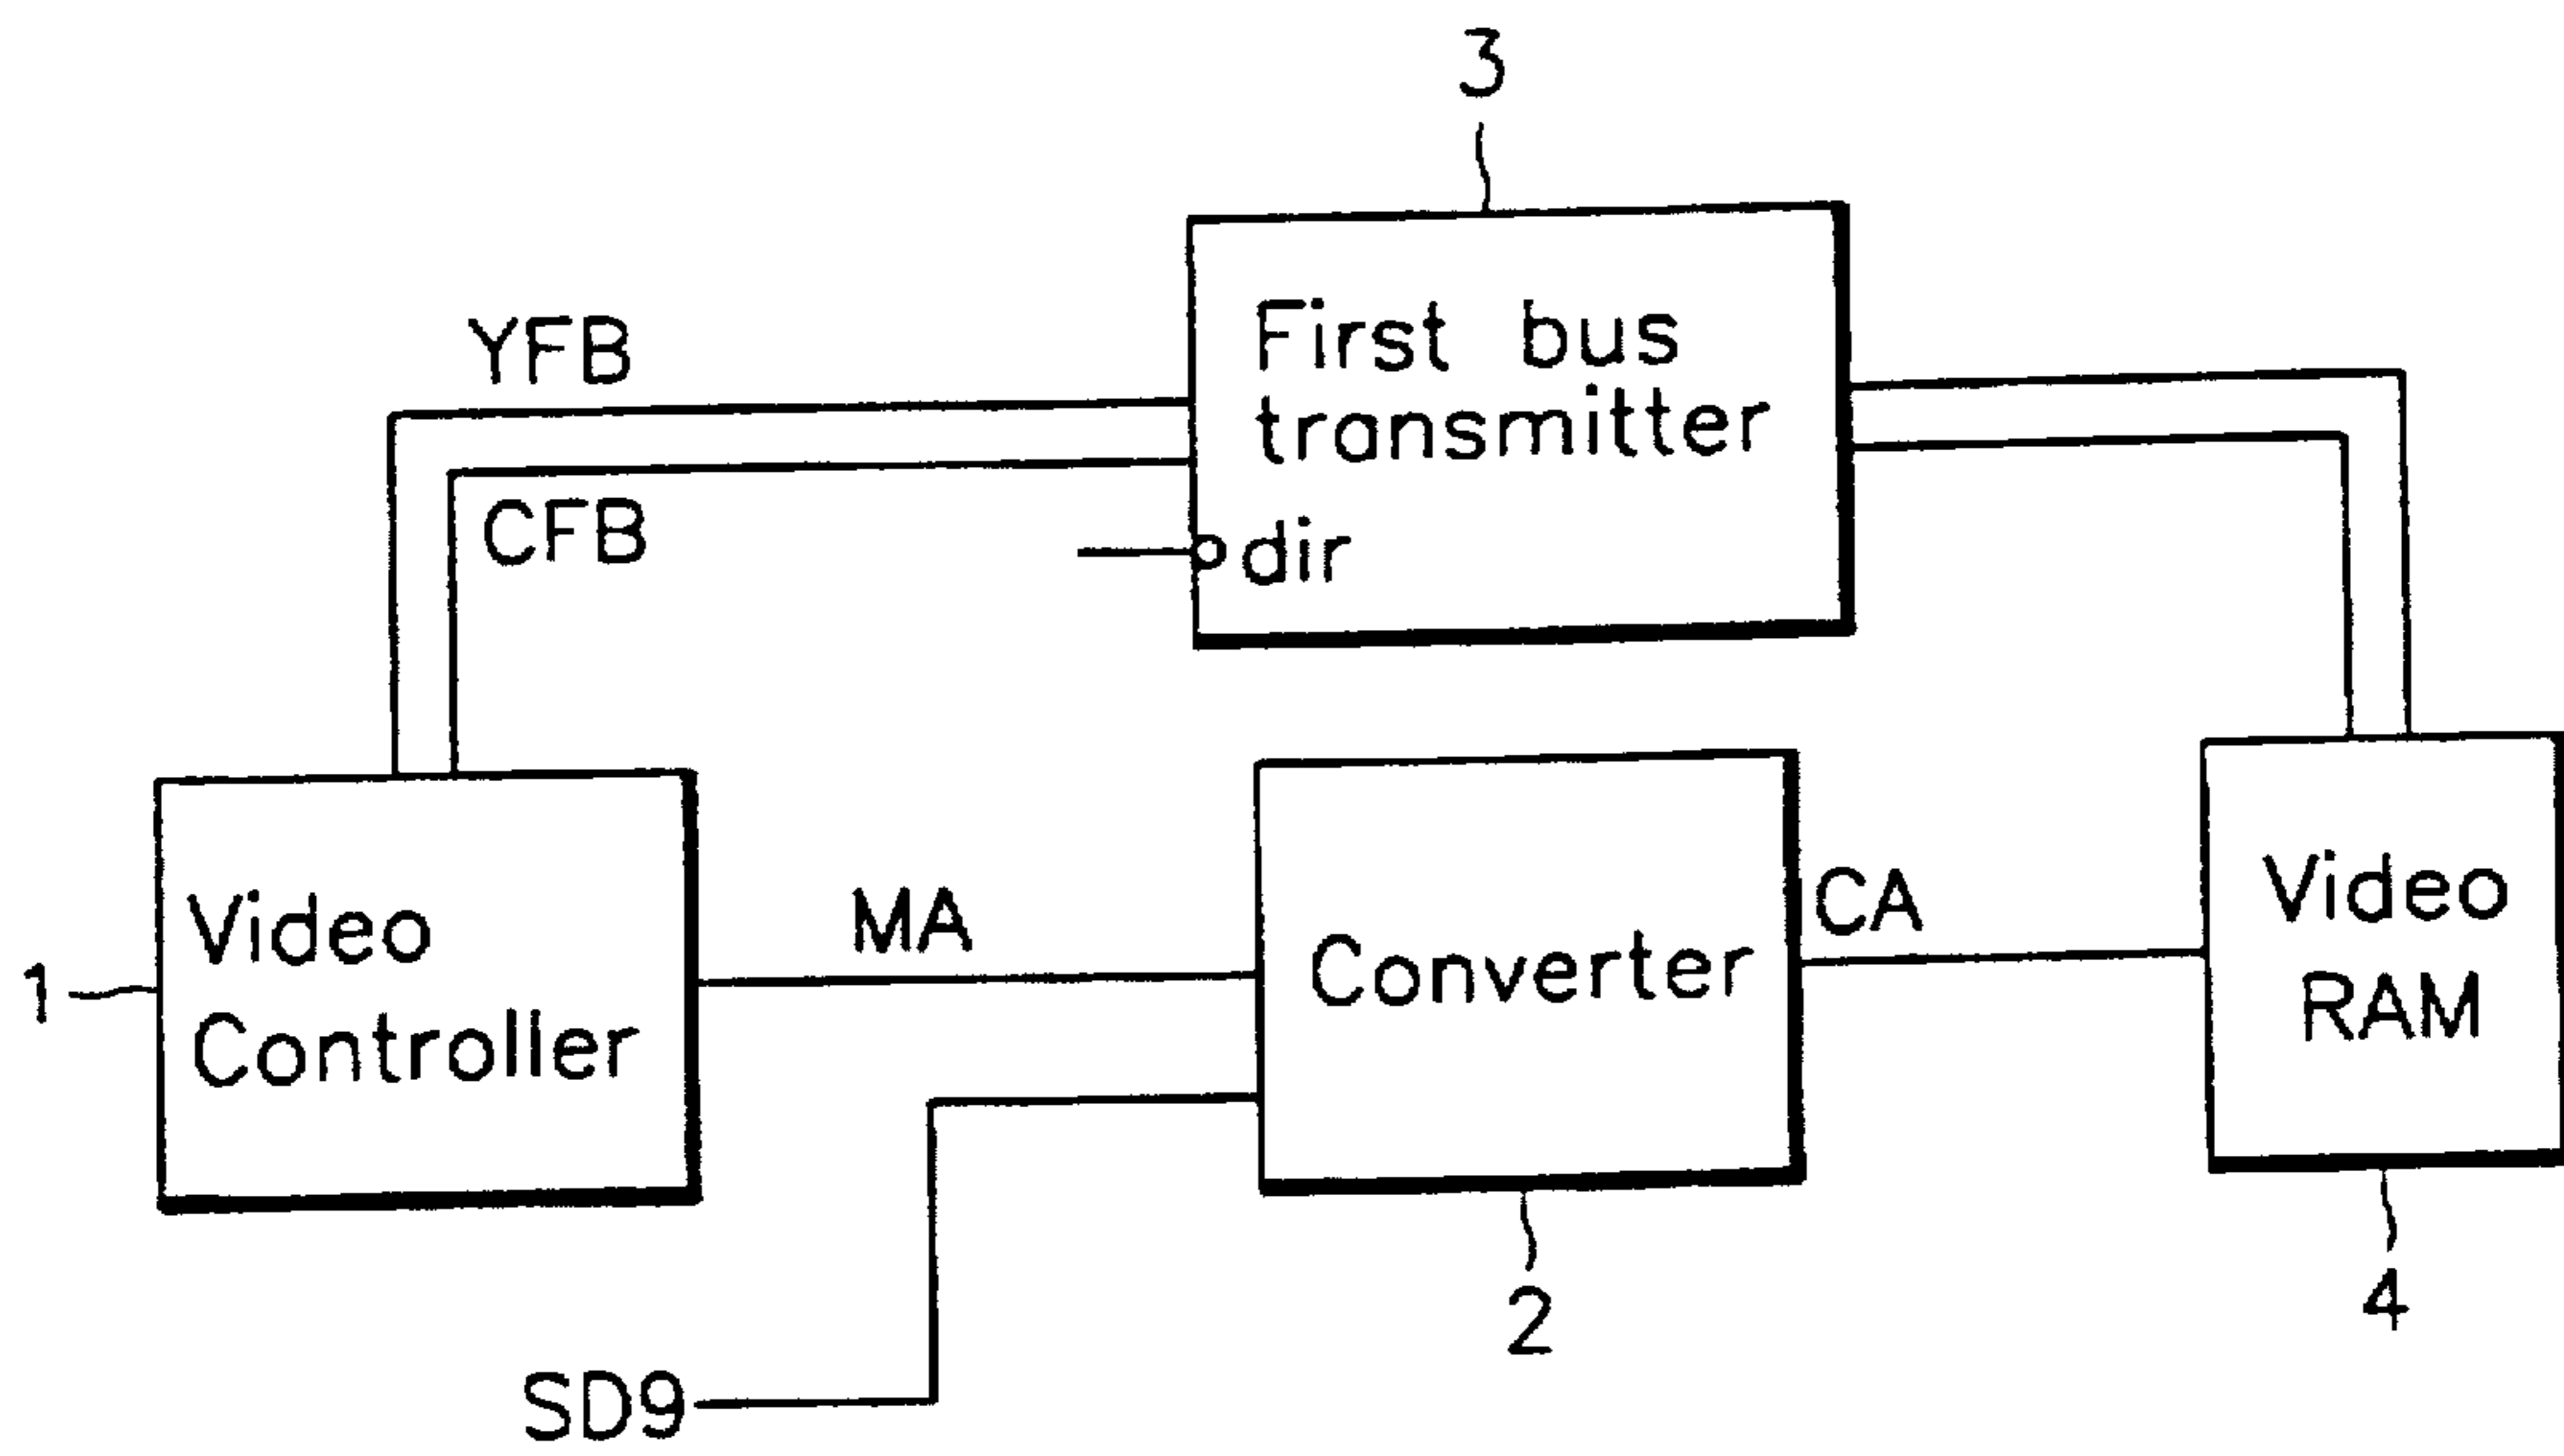 3
First bus
transmitter
dir
YFB
CFB
1
Video
Controller
MA
Converter
CA
Video
RAM
2
4
SD9